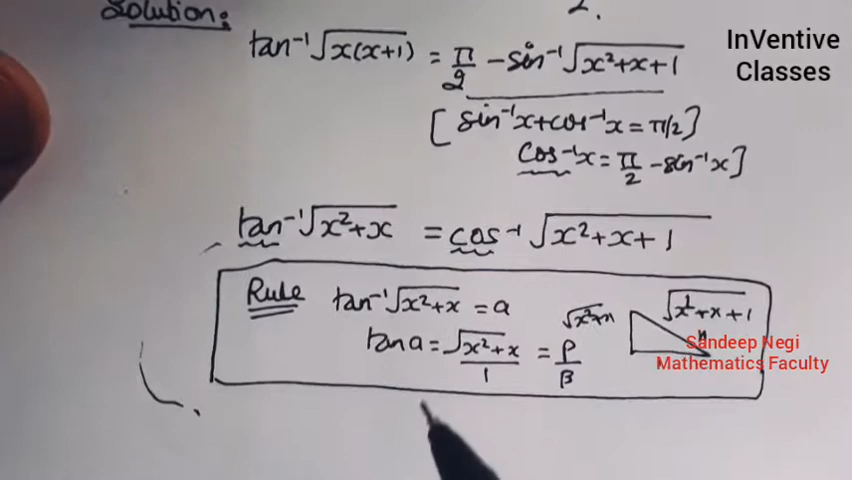 Solution:
2.
InVentive
Classes
tan⁻¹√x(x+1) = π/2 - sin⁻¹√x²+x+1
[sin⁻¹x+cos⁻¹x=π/2]
cos⁻¹x=π/2-sin⁻¹x]
tan⁻¹√x²+x = cos⁻¹√x²+x+1
Rule tan⁻¹√x²+x = a
√x²+x
√x²+x+1
tan a = √x²+x/1 = P/B
Sandeep Negi
Mathematics Faculty